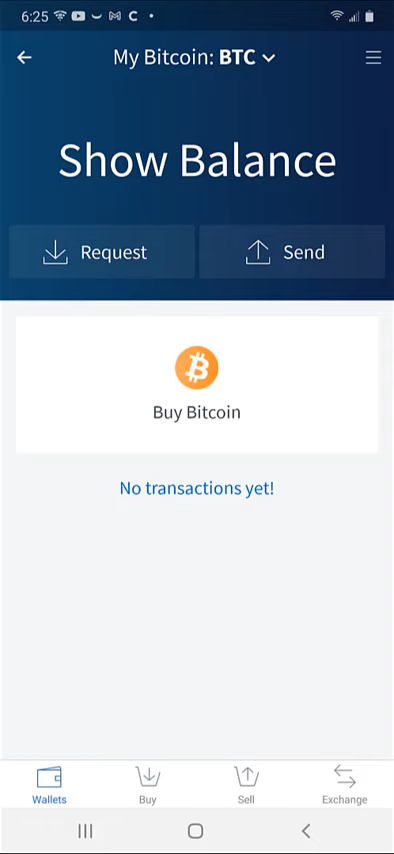 6:25
My Bitcoin: BTC
Show Balance
Request
Send
Buy Bitcoin
No transactions yet!
Wallets
Buy
Sell
Exchange